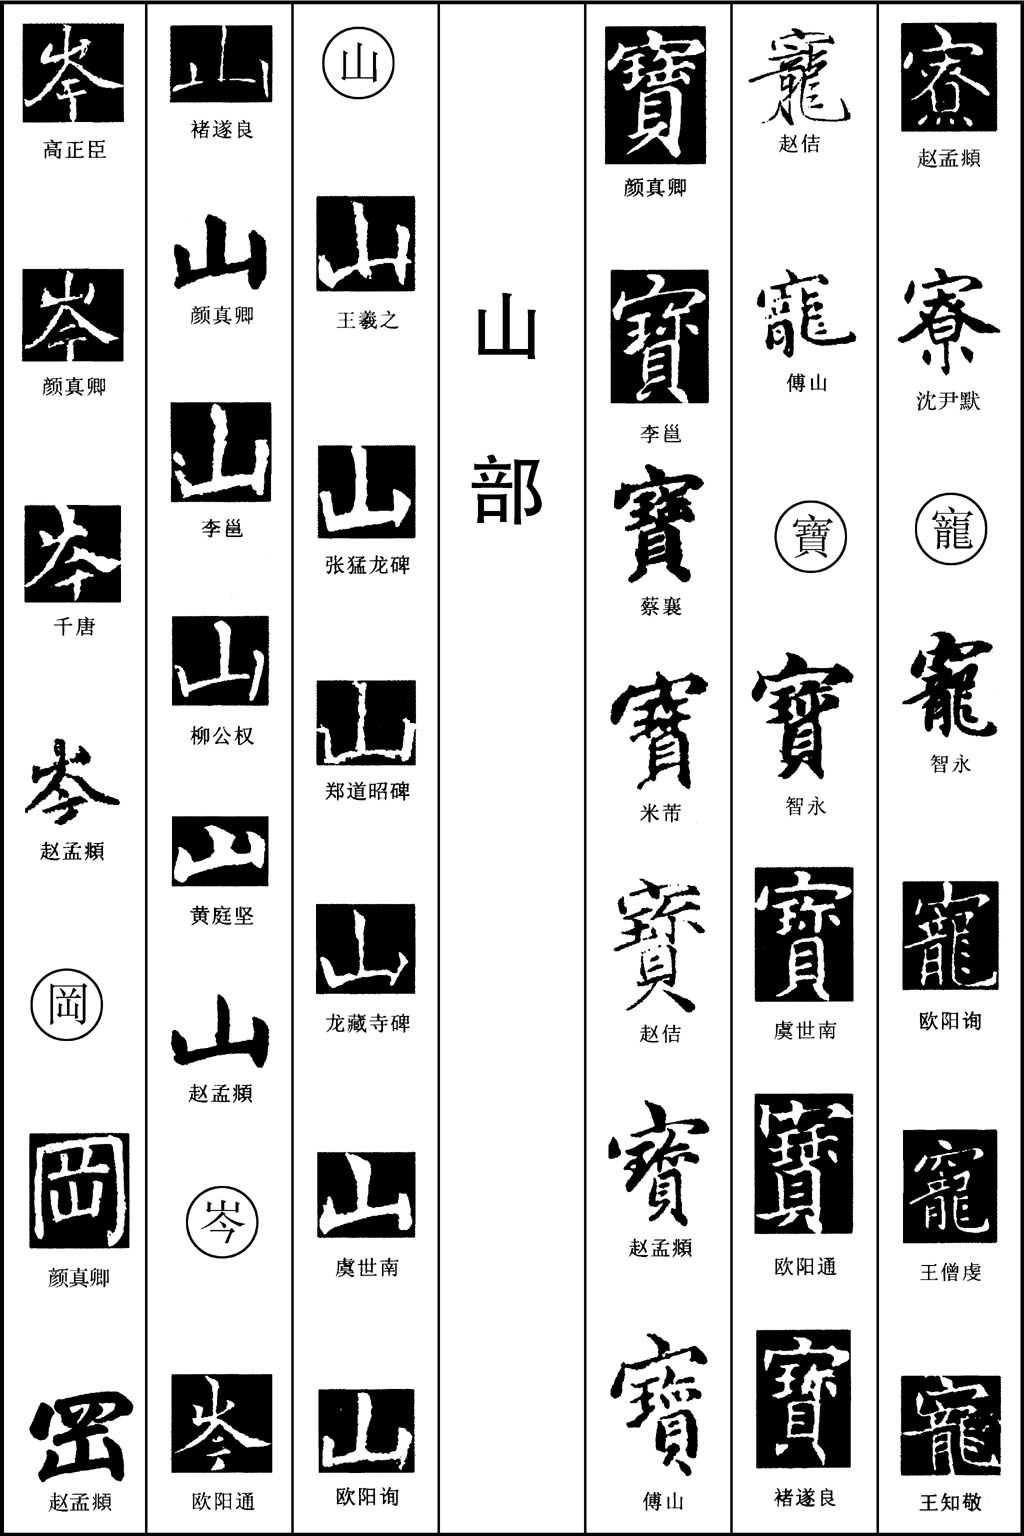 寮
赵孟頫
寮
沈尹默
寵
寵
智永
寵
欧阳询
寵
王僧虔
寵
王知敬
寵
赵佶
寵
傅山
寶
寶
智永
寶
虞世南
寶
欧阳通
寶
褚遂良
寶
颜真卿
寶
李邕
寶
蔡襄
寶
米芾
寶
赵佶
寶
赵孟頫
寶
傅山
山部
山
山
王羲之
山
张猛龙碑
山
郑道昭碑
山
龙藏寺碑
山
虞世南
山
欧阳询
山
褚遂良
山
颜真卿
山
李邕
山
柳公权
山
黄庭坚
山
赵孟頫
岑
岑
欧阳通
岑
高正臣
岑
颜真卿
岑
千唐
岑
赵孟頫
岡
岡
颜真卿
岡
赵孟頫